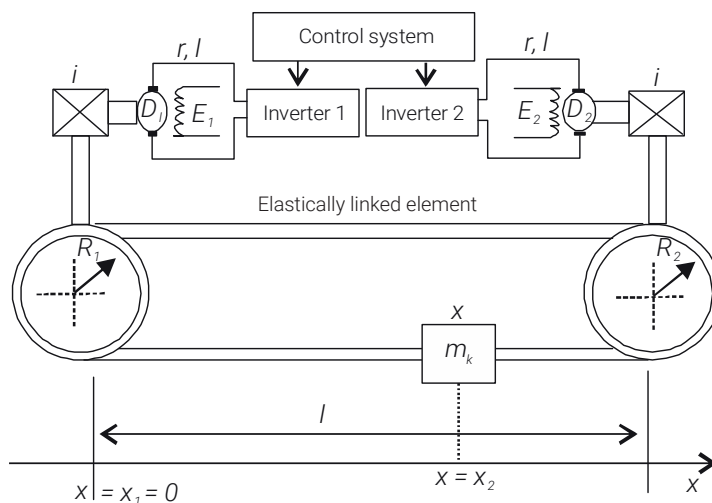 Control system
r, l
r, l
i
i
D₁
E₁
Inverter 1
Inverter 2
E₂
D₂
Elastically linked element
R₁
R₂
x
mₖ
l
x = x₁ = 0
x = x₂
x